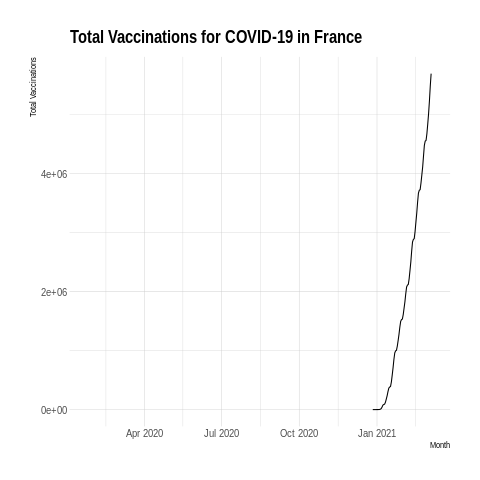 Total Vaccinations for COVID-19 in France
Total Vaccinations
4e+06
2e+06
0e+00
Apr 2020
Jul 2020
Oct 2020
Jan 2021
Month